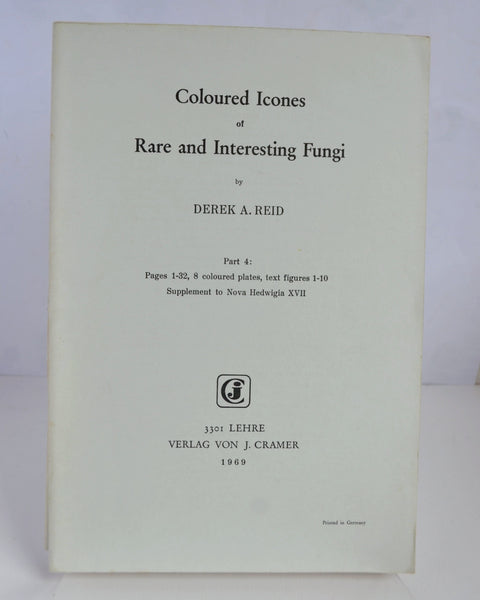 Coloured Icones
of
Rare and Interesting Fungi
by
DEREK A. REID
Part 4:
Pages 1-32, 8 coloured plates, text figures 1-10
Supplement to Nova Hedwigia XVII
JC
3301 LEHRE
VERLAG VON J. CRAMER
1969
Printed in Germany